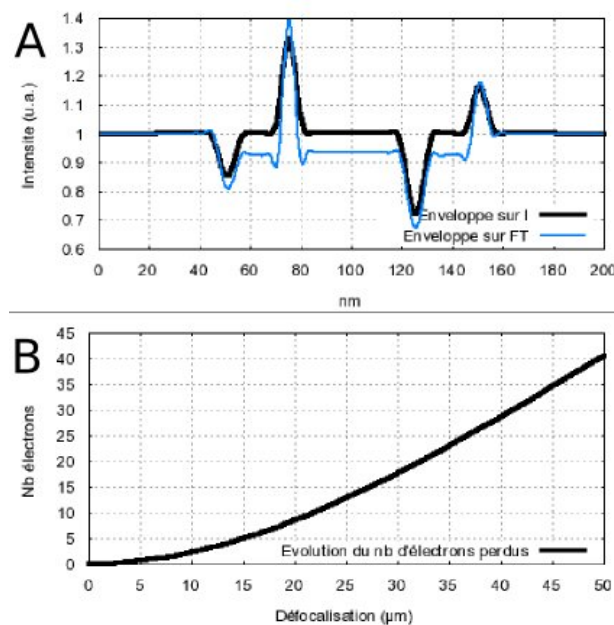 A
1.4
1.3
1.2
1.1
1
0.9
0.8
0.7
0.6
Intensite (u.a.)
Enveloppe sur I
Enveloppe sur FT
0 20 40 60 80 100 120 140 160 180 200
nm
B
45
40
35
30
25
20
15
10
5
0
Nb électrons
Evolution du nb d'électrons perdus
0 5 10 15 20 25 30 35 40 45 50
Défocalisation (µm)